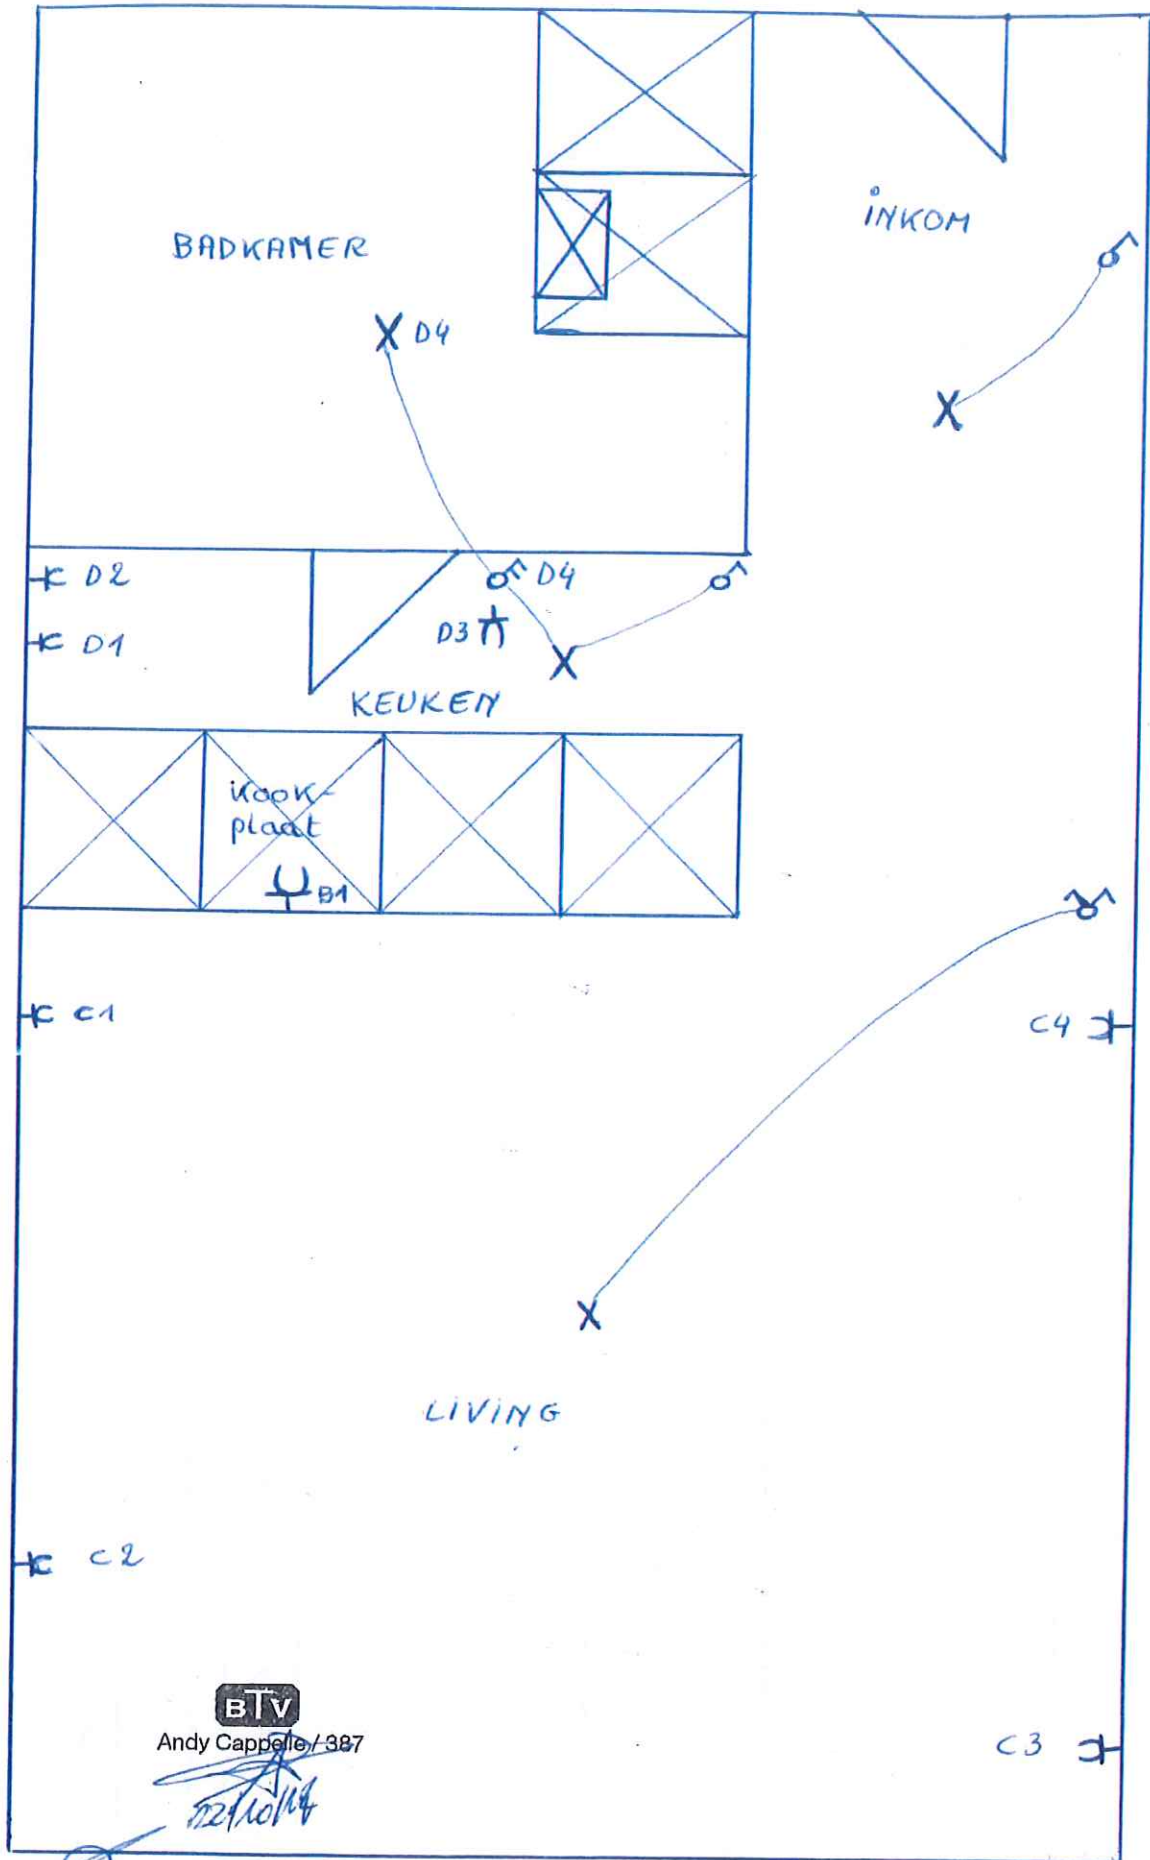 BADKAMER
INKOM
D4
D2
D4
D1
D3
KEUKEN
KOOK-
plaat
B1
C1
C4
LIVING
C2
BTV
Andy Cappelle / 387
C3